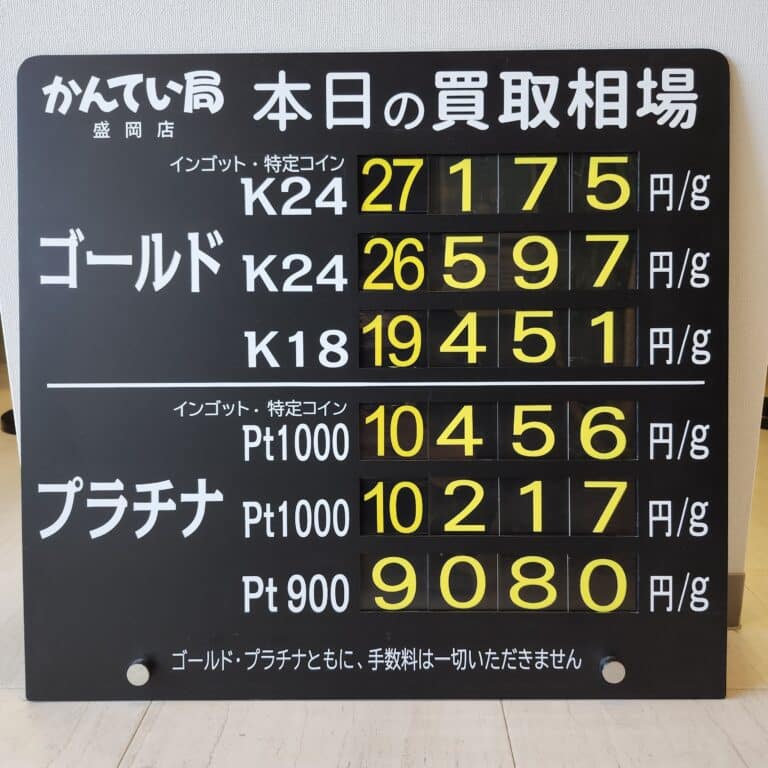 かんてい局 本日の買取相場
盛岡店
インゴット・特定コイン
K24 27175 円/g
ゴールド K24 26597 円/g
K18 19451 円/g
インゴット・特定コイン
Pt1000 10456 円/g
プラチナ Pt1000 10217 円/g
Pt 900 9080 円/g
ゴールド・プラチナともに、手数料は一切いただきません